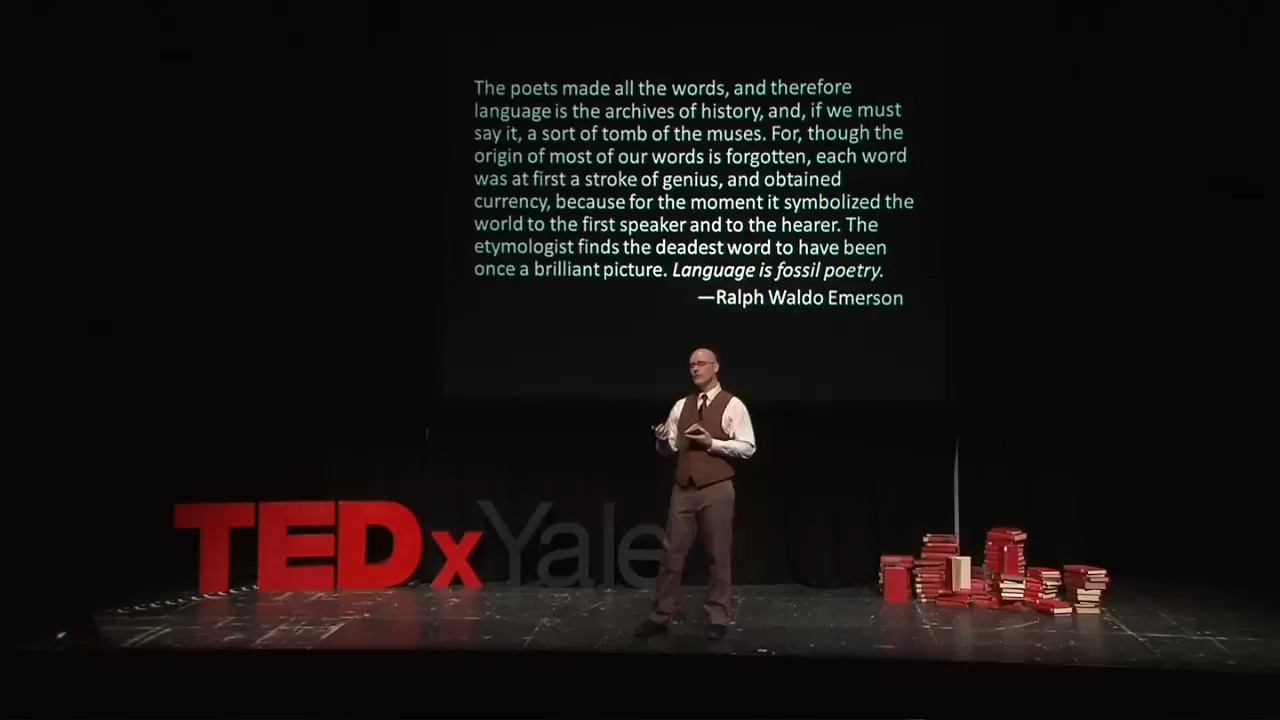 The poets made all the words, and therefore
language is the archives of history, and, if we must
say it, a sort of tomb of the muses. For, though the
origin of most of our words is forgotten, each word
was at first a stroke of genius, and obtained
currency, because for the moment it symbolized the
world to the first speaker and to the hearer. The
etymologist finds the deadest word to have been
once a brilliant picture. Language is fossil poetry.
—Ralph Waldo Emerson
TEDxYale